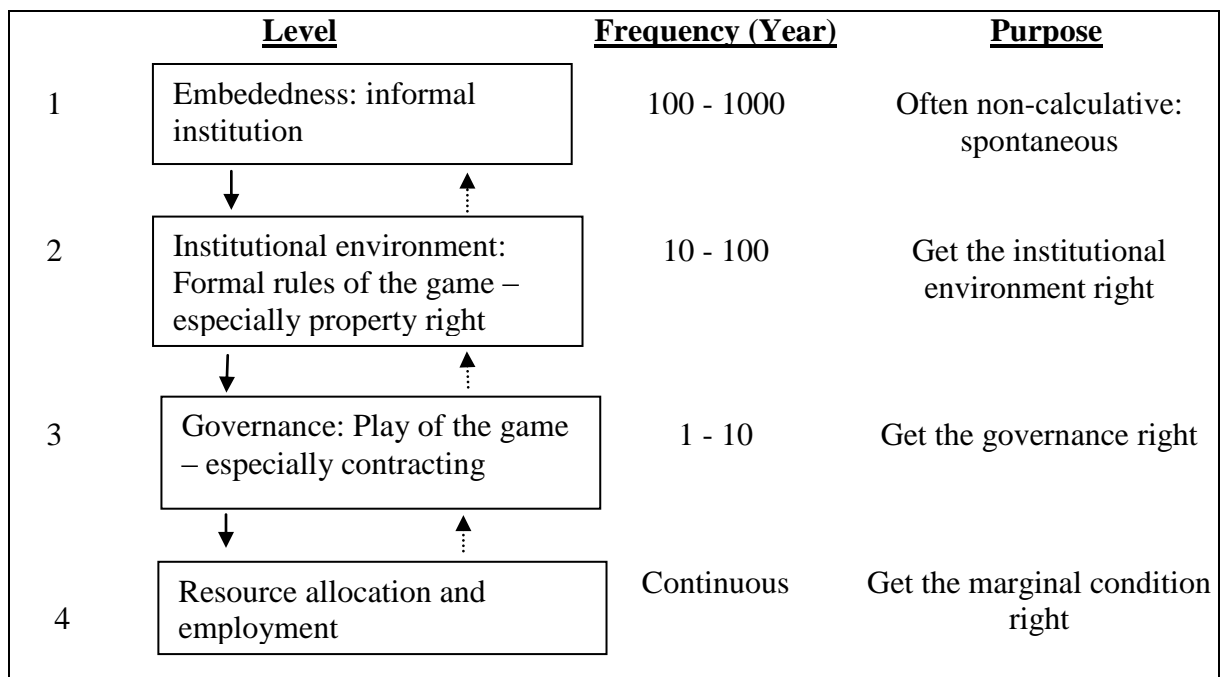 Level Frequency (Year) Purpose
1 Embededness: informal institution 100 - 1000 Often non-calculative: spontaneous
2 Institutional environment: Formal rules of the game – especially property right 10 - 100 Get the institutional environment right
3 Governance: Play of the game – especially contracting 1 - 10 Get the governance right
4 Resource allocation and employment Continuous Get the marginal condition right